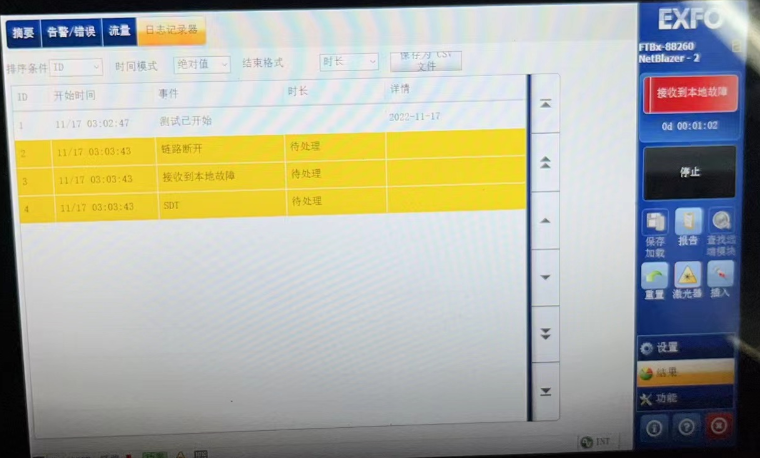 摘要 告警/错误 流量 日志记录器
排序条件 ID 时间模式 绝对值 结束格式 时长 保存为 CSV
文件
ID 开始时间 事件 时长 详情
1 11/17 03:02:47 测试已开始 2022-11-17
2 11/17 03:03:43 链路断开 待处理
3 11/17 03:03:43 接收到本地故障 待处理
4 11/17 03:03:43 SDT 待处理
EXFO
FTBx-88260
NetBlazer - 2
接收到本地故障
0d 00:01:02
停止
保存
加载
报告
查找远
端模块
重置
激光器
插入
设置
结果
功能
IST